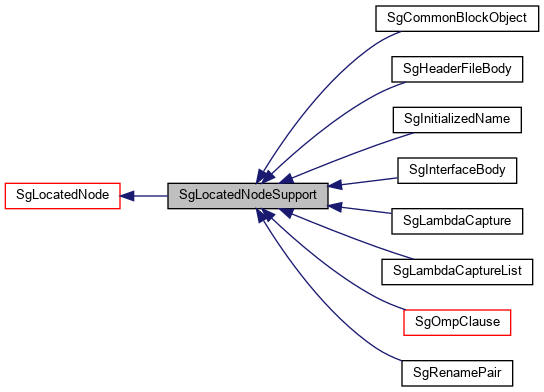 SgCommonBlockObject
SgHeaderFileBody
SgInitializedName
SgInterfaceBody
SgLocatedNode
SgLocatedNodeSupport
SgLambdaCapture
SgLambdaCaptureList
SgOmpClause
SgRenamePair